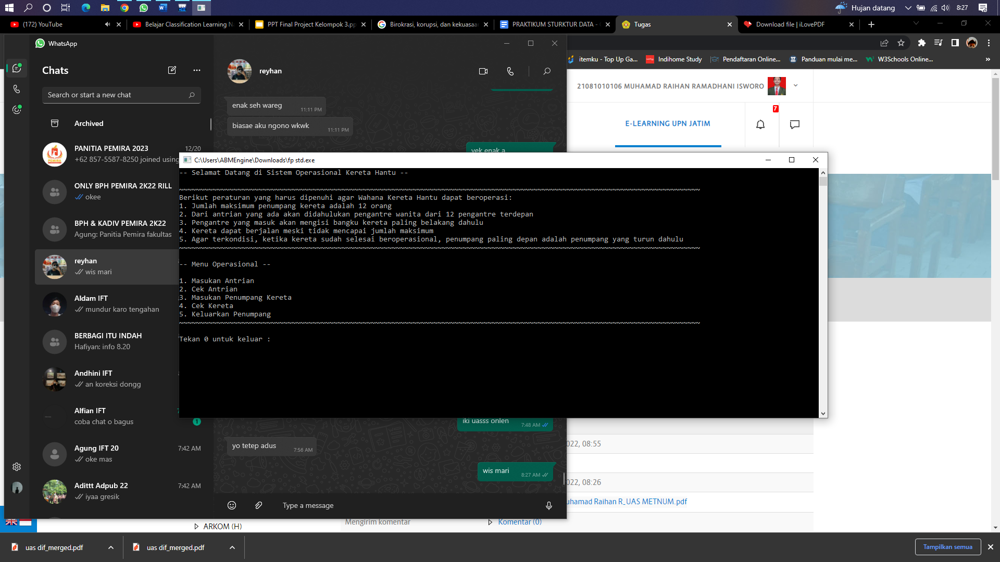 Hujan datang
8:27
(172) YouTube
Belajar Classification Learning N
PPT Final Project Kelompok 3.pp
Birokrasi, korupsi, dan kekuasaa
PRAKTIKUM STURKTUR DATA -
Tugas
Download file | iLovePDF
itemku - Top Up Ga...
Indihome Study
Pendaftaran Online...
Panduan mulai me...
W3Schools Online...
»
WhatsApp
Chats
Search or start a new chat
Archived
PANITIA PEMIRA 2023
12/20
+62 857-5587-8250 joined using
ONLY BPH PEMIRA 2K22 RILL
okee
BPH & KADIV PEMIRA 2K22
Agung: Panitia Pemira fakultas
reyhan
wis mari
Aldam IFT
mundur karo tengahan
BERBAGI ITU INDAH
Hafiyan: info 8.20
Andhini IFT
an koreksi dongg
Alfian IFT
coba chat o bagus
1
Agung IFT 20
7:42 AM
oke mas
Adittt Adpub 22
7:42 AM
iyaa gresik
reyhan
enak seh wareg
11:11 PM
biasae aku ngono wkwk
11:11 PM
yek enak a
iki uasss onlen
7:48 AM
yo tetep adus
7:56 AM
wis mari
8:27 AM
Type a message
C:\Users\ABMEngine\Downloads\fp std.exe
-- Selamat Datang di Sistem Operasional Kereta Hantu --
Berikut peraturan yang harus dipenuhi agar Wahana Kereta Hantu dapat beroperasi:
1. Jumlah maksimum penumpang kereta adalah 12 orang
2. Dari antrian yang ada akan didahulukan pengantre wanita dari 12 pengantre terdepan
3. Pengantre yang masuk akan mengisi bangku kereta paling belakang dahulu
4. Kereta dapat berjalan meski tidak mencapai jumlah maksimum
5. Agar terkondisi, ketika kereta sudah selesai beroperasional, penumpang paling depan adalah penumpang yang turun dahulu
-- Menu Operasional --
1. Masukan Antrian
2. Cek Antrian
3. Masukan Penumpang Kereta
4. Cek Kereta
5. Keluarkan Penumpang
Tekan 0 untuk keluar :
21081010106 MUHAMAD RAIHAN RAMADHANI ISWORO
E-LEARNING UPN JATIM
7
022, 08:55
022, 08:26
uhamad Raihan R_UAS METNUM.pdf
ARKOM (H)
Mengirim komentar
Komentar (0)
uas dif_merged.pdf
uas dif_merged.pdf
Tampilkan semua